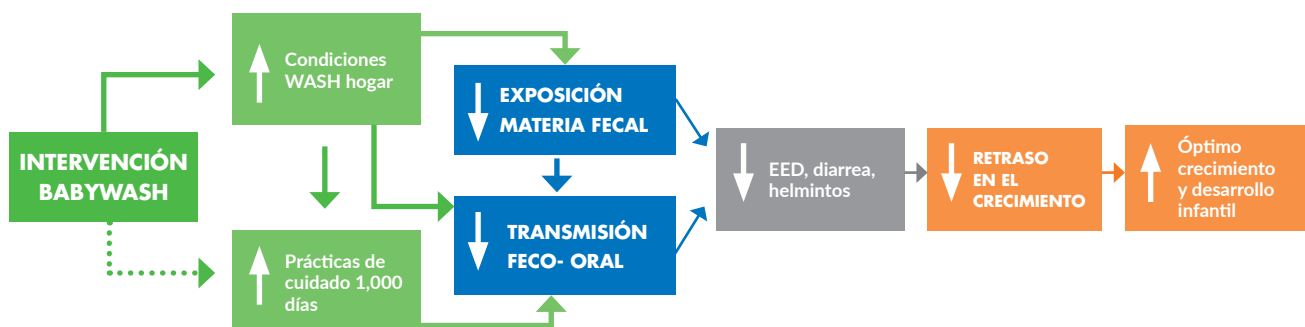 INTERVENCIÓN
BABYWASH
Condiciones
WASH hogar
Prácticas de
cuidado 1,000
días
EXPOSICIÓN
MATERIA FECAL
TRANSMISIÓN
FECO- ORAL
EED, diarrea,
helmintos
RETRASO
EN EL
CRECIMIENTO
Óptimo
crecimiento
y desarrollo
infantil